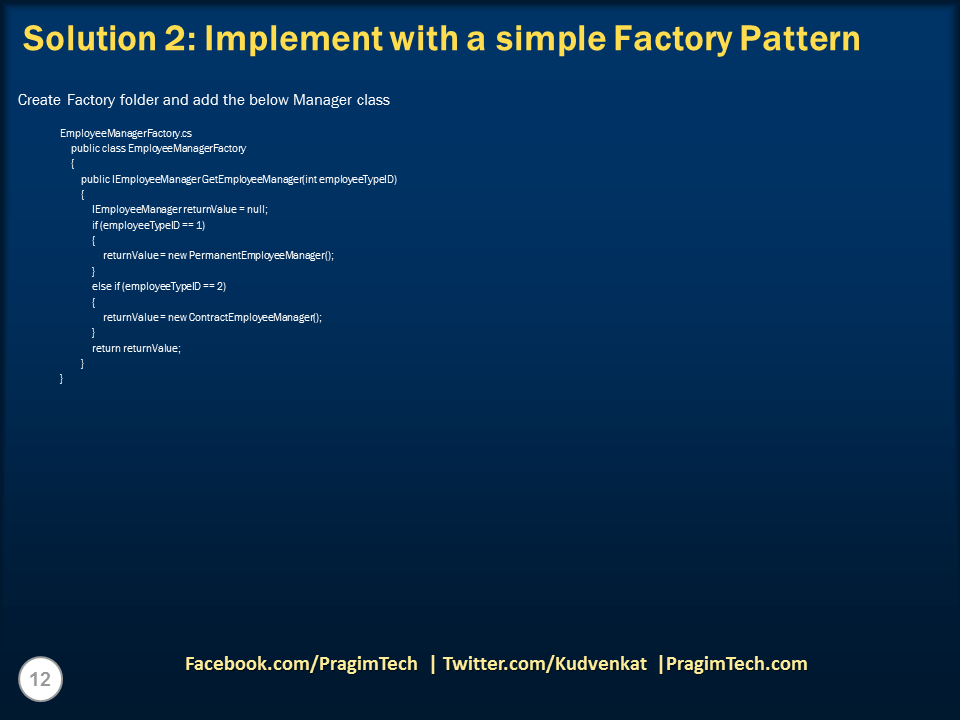 Solution 2: Implement with a simple Factory Pattern
Create Factory folder and add the below Manager class
EmployeeManagerFactory.cs
public class EmployeeManagerFactory
{
public IEmployeeManager GetEmployeeManager(int employeeTypeID)
{
IEmployeeManager returnValue = null;
if (employeeTypeID == 1)
{
returnValue = new PermanentEmployeeManager();
}
else if (employeeTypeID == 2)
{
returnValue = new ContractEmployeeManager();
}
return returnValue;
}
}
12
Facebook.com/PragimTech | Twitter.com/Kudvenkat |PragimTech.com